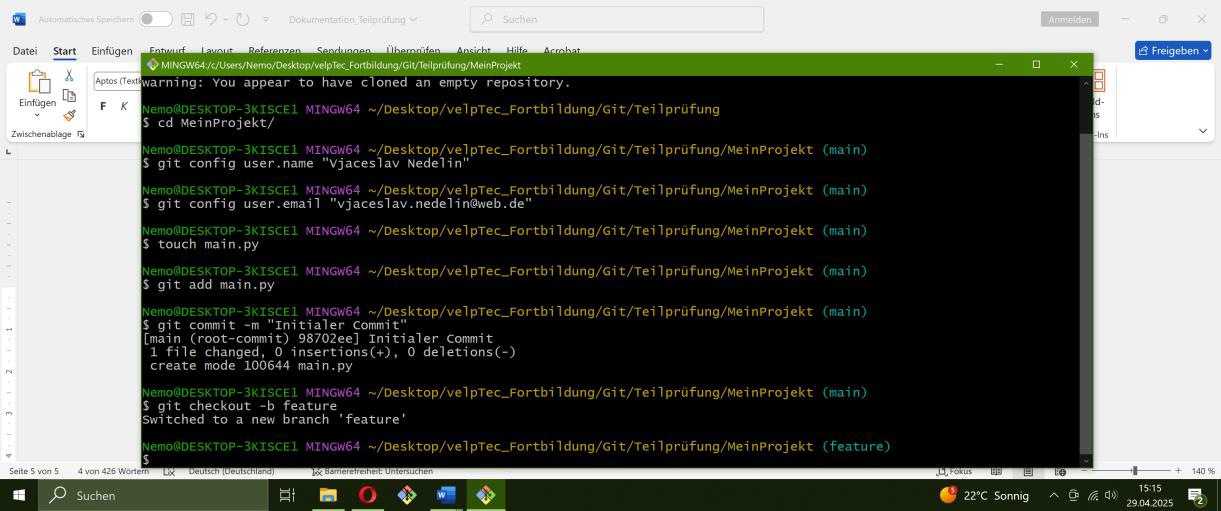 Automatisches Speichern
Dokumentation_Teilprüfung
Suchen
Anmelden
Datei Start Einfügen Entwurf Layout Referenzen Sendungen Überprüfen Ansicht Hilfe Acrobat
Freigeben
MINGW64:/c/Users/Nemo/Desktop/velpTec_Fortbildung/Git/Teilprüfung/MeinProjekt
Einfügen
Aptos (Text
F K
Zwischenablage
warning: You appear to have cloned an empty repository.
Nemo@DESKTOP-3KISCE1 MINGW64 ~/Desktop/velpTec_Fortbildung/Git/Teilprüfung
$ cd MeinProjekt/
Nemo@DESKTOP-3KISCE1 MINGW64 ~/Desktop/velpTec_Fortbildung/Git/Teilprüfung/MeinProjekt (main)
$ git config user.name "Vjaceslav Nedelin"
Nemo@DESKTOP-3KISCE1 MINGW64 ~/Desktop/velpTec_Fortbildung/Git/Teilprüfung/MeinProjekt (main)
$ git config user.email "vjaceslav.nedelin@web.de"
Nemo@DESKTOP-3KISCE1 MINGW64 ~/Desktop/velpTec_Fortbildung/Git/Teilprüfung/MeinProjekt (main)
$ touch main.py
Nemo@DESKTOP-3KISCE1 MINGW64 ~/Desktop/velpTec_Fortbildung/Git/Teilprüfung/MeinProjekt (main)
$ git add main.py
Nemo@DESKTOP-3KISCE1 MINGW64 ~/Desktop/velpTec_Fortbildung/Git/Teilprüfung/MeinProjekt (main)
$ git commit -m "Initialer Commit"
[main (root-commit) 98702ee] Initialer Commit
1 file changed, 0 insertions(+), 0 deletions(-)
create mode 100644 main.py
Nemo@DESKTOP-3KISCE1 MINGW64 ~/Desktop/velpTec_Fortbildung/Git/Teilprüfung/MeinProjekt (main)
$ git checkout -b feature
Switched to a new branch 'feature'
Nemo@DESKTOP-3KISCE1 MINGW64 ~/Desktop/velpTec_Fortbildung/Git/Teilprüfung/MeinProjekt (feature)
$
Seite 5 von 5 4 von 426 Wörtern Deutsch (Deutschland) Barrierefreiheit: Untersuchen Fokus 140 %
Suchen
22°C Sonnig
15:15
29.04.2025
2